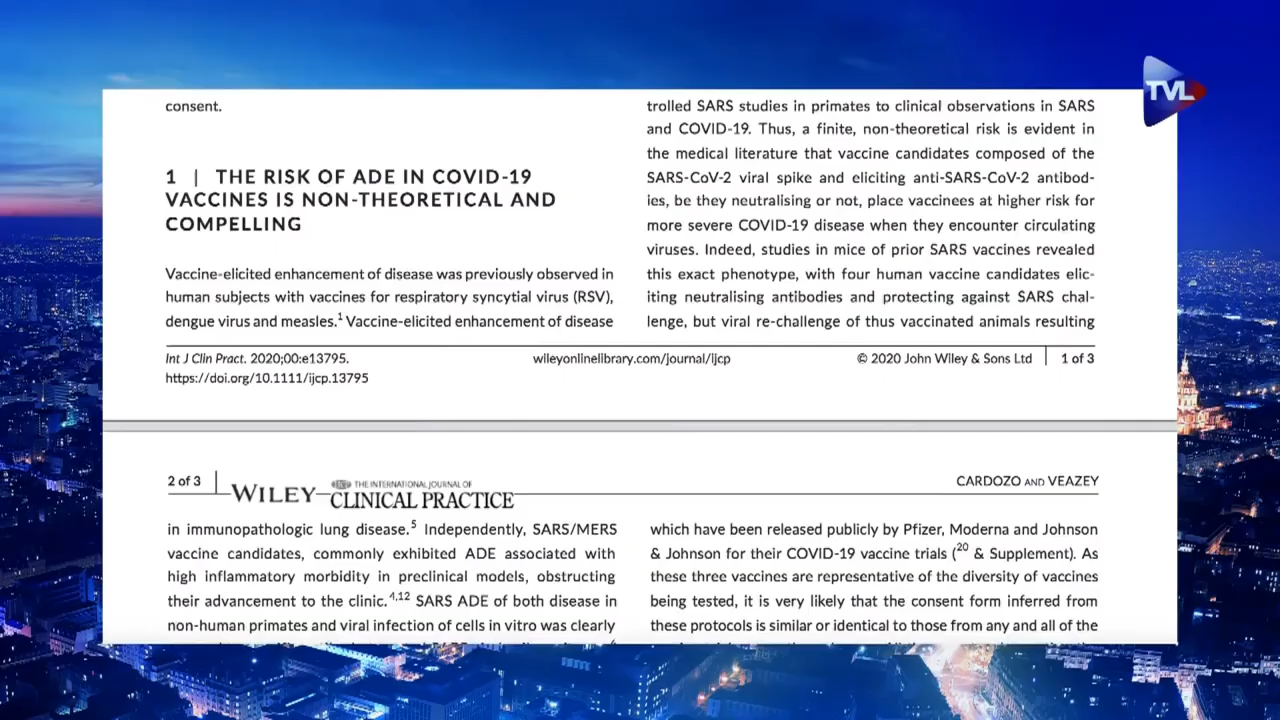 TVL
consent.
1 | THE RISK OF ADE IN COVID-19
VACCINES IS NON-THEORETICAL AND
COMPELLING
Vaccine-elicited enhancement of disease was previously observed in
human subjects with vaccines for respiratory syncytial virus (RSV),
dengue virus and measles.1 Vaccine-elicited enhancement of disease
trolled SARS studies in primates to clinical observations in SARS
and COVID-19. Thus, a finite, non-theoretical risk is evident in
the medical literature that vaccine candidates composed of the
SARS-CoV-2 viral spike and eliciting anti-SARS-CoV-2 antibod-
ies, be they neutralising or not, place vaccinees at higher risk for
more severe COVID-19 disease when they encounter circulating
viruses. Indeed, studies in mice of prior SARS vaccines revealed
this exact phenotype, with four human vaccine candidates elic-
iting neutralising antibodies and protecting against SARS chal-
lenge, but viral re-challenge of thus vaccinated animals resulting
Int J Clin Pract. 2020;00:e13795.
https://doi.org/10.1111/ijcp.13795
wileyonlinelibrary.com/journal/ijcp
© 2020 John Wiley & Sons Ltd | 1 of 3
2 of 3
WILEY
THE INTERNATIONAL JOURNAL OF
CLINICAL PRACTICE
CARDOZO AND VEAZEY
in immunopathologic lung disease.5 Independently, SARS/MERS
vaccine candidates, commonly exhibited ADE associated with
high inflammatory morbidity in preclinical models, obstructing
their advancement to the clinic.4,12 SARS ADE of both disease in
non-human primates and viral infection of cells in vitro was clearly
which have been released publicly by Pfizer, Moderna and Johnson
& Johnson for their COVID-19 vaccine trials (20 & Supplement). As
these three vaccines are representative of the diversity of vaccines
being tested, it is very likely that the consent form inferred from
these protocols is similar or identical to those from any and all of the